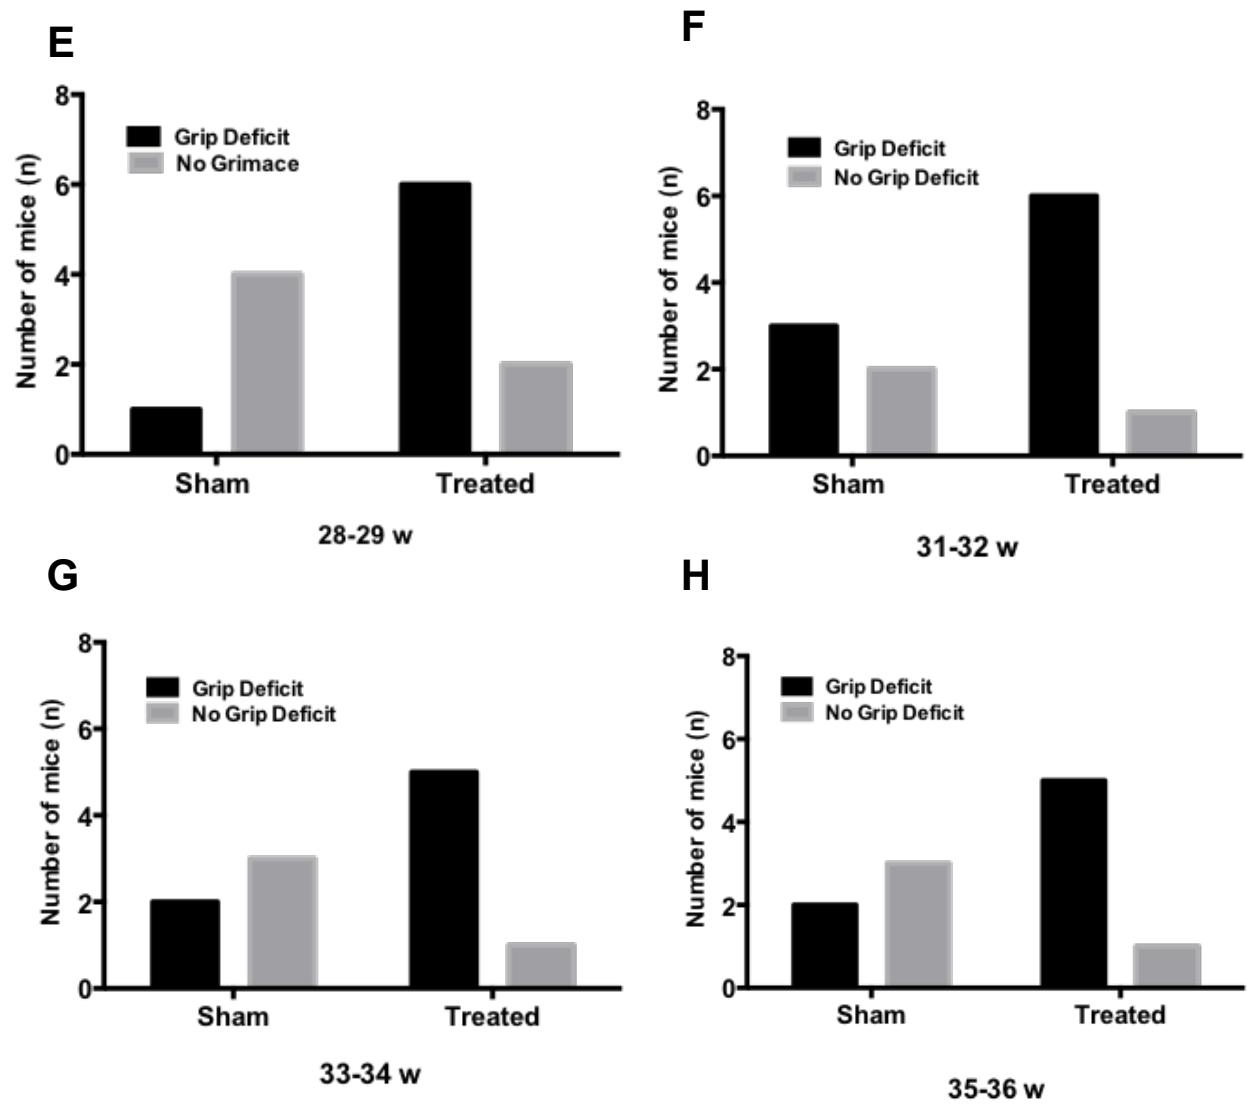 E
8
6
4
2
0
Number of mice (n)
Grip Deficit
No Grimace
Sham Treated
28-29 w
F
8
6
4
2
0
Number of mice (n)
Grip Deficit
No Grip Deficit
Sham Treated
31-32 w
G
8
6
4
2
0
Number of mice (n)
Grip Deficit
No Grip Deficit
Sham Treated
33-34 w
H
8
6
4
2
0
Number of mice (n)
Grip Deficit
No Grip Deficit
Sham Treated
35-36 w